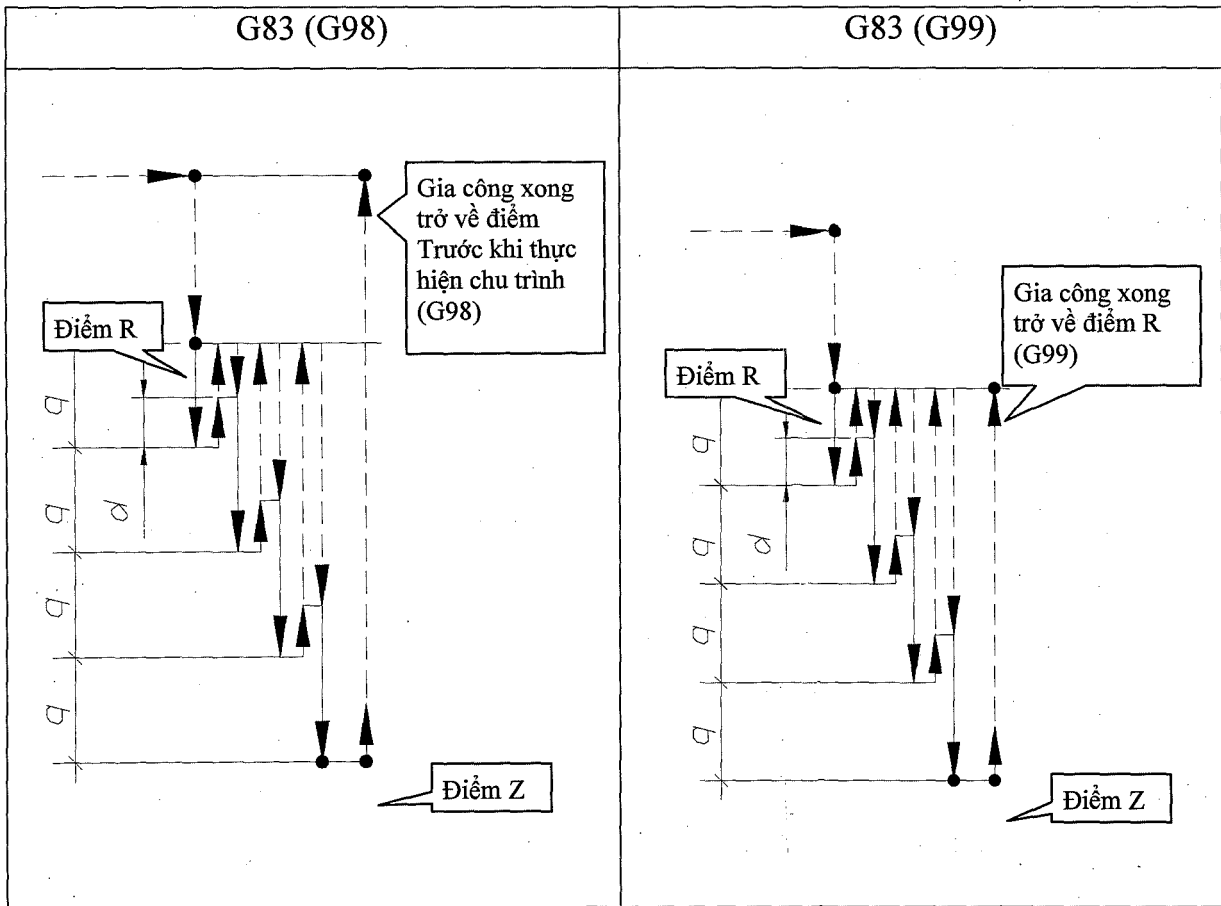 G83 (G98)
G83 (G99)
Gia công xong
trở về điểm
Trước khi thực
hiện chu trình
(G98)
Điểm R
q
d
q
q
q
Điểm Z
Gia công xong
trở về điểm R
(G99)
Điểm R
q
d
q
q
q
Điểm Z